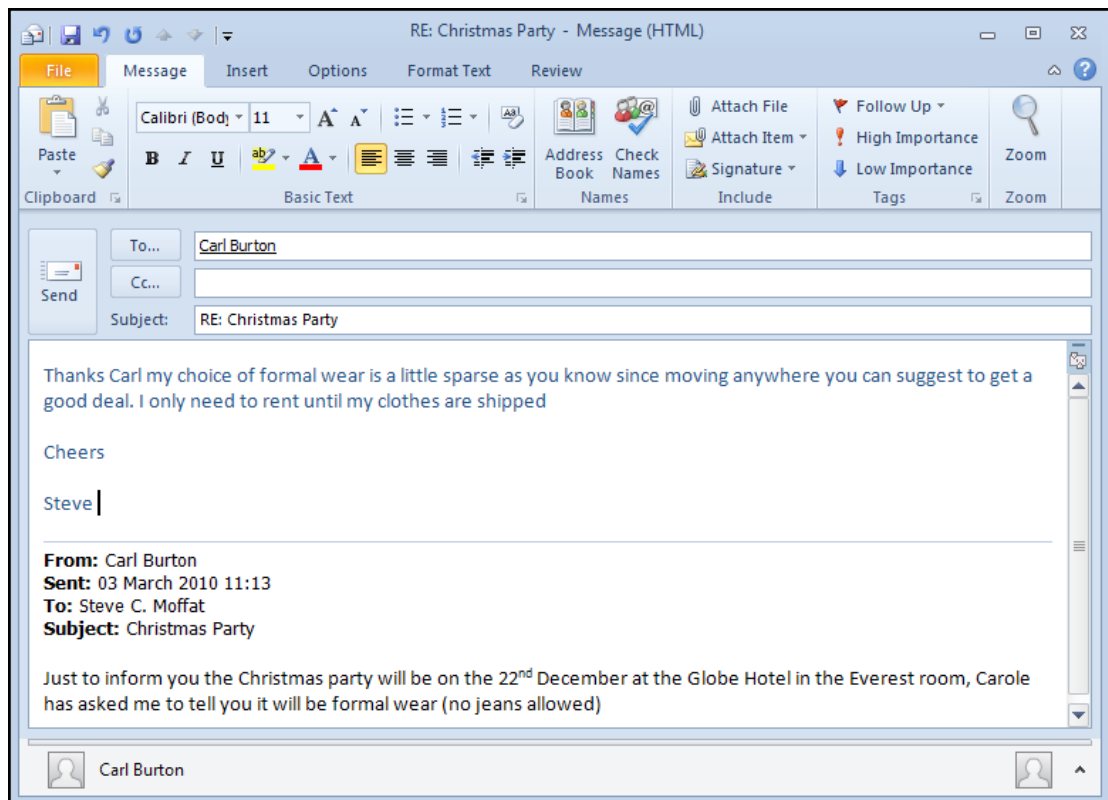 RE: Christmas Party - Message (HTML)
File Message Insert Options Format Text Review
Calibri (Body 11
Paste
Address Book
Check Names
Attach File
Attach Item
Signature
Follow Up
High Importance
Low Importance
Zoom
Clipboard Basic Text Names Include Tags Zoom
Send
To... Carl Burton
Cc...
Subject: RE: Christmas Party
Thanks Carl my choice of formal wear is a little sparse as you know since moving anywhere you can suggest to get a
good deal. I only need to rent until my clothes are shipped
Cheers
Steve
From: Carl Burton
Sent: 03 March 2010 11:13
To: Steve C. Moffat
Subject: Christmas Party
Just to inform you the Christmas party will be on the 22nd December at the Globe Hotel in the Everest room, Carole
has asked me to tell you it will be formal wear (no jeans allowed)
Carl Burton